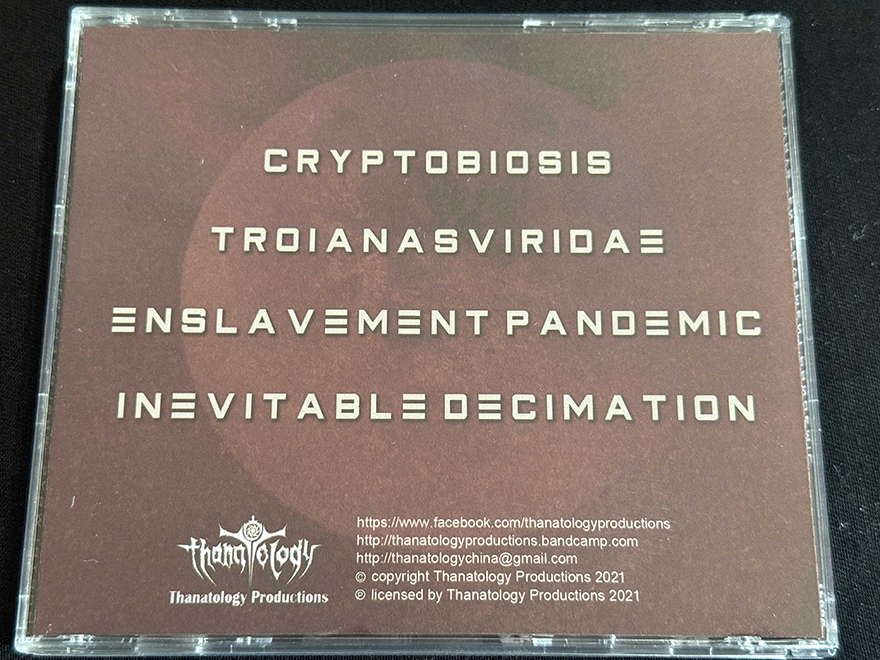 CRYPTOBIOSIS
TROIANASVIRIDAE
ENSLAVEMENT PANDEMIC
INEVITABLE DECIMATION
thanatology
Thanatology Productions
https://www.facebook.com/thanatologyproductions
http://thanatologyproductions.bandcamp.com
http://thanatologychina@gmail.com
© copyright Thanatology Productions 2021
℗ licensed by Thanatology Productions 2021